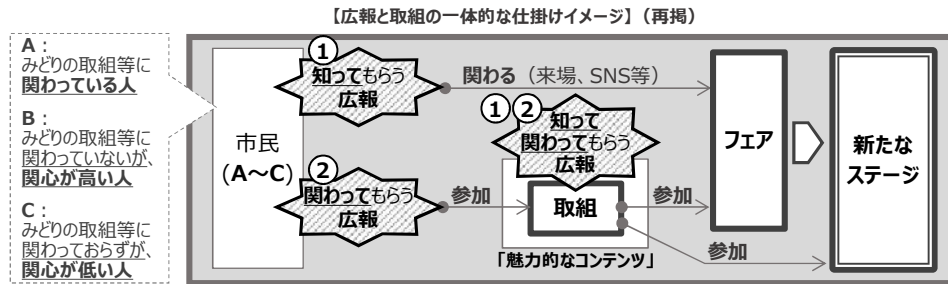 【広報と取組の一体的な仕掛けイメージ】（再掲）
A：
みどりの取組等に
関わっている人
B：
みどりの取組等に
関わっていないが、
関心が高い人
C：
みどりの取組等に
関わっておらずが、
関心が低い人
市民
（A～C）
①
知ってもらう
広報
関わる（来場、SNS等）
②
関わってもらう
広報
参加
①②
知って
関わってもらう
広報
取組
「魅力的なコンテンツ」
参加
参加
フェア
新たな
ステージ